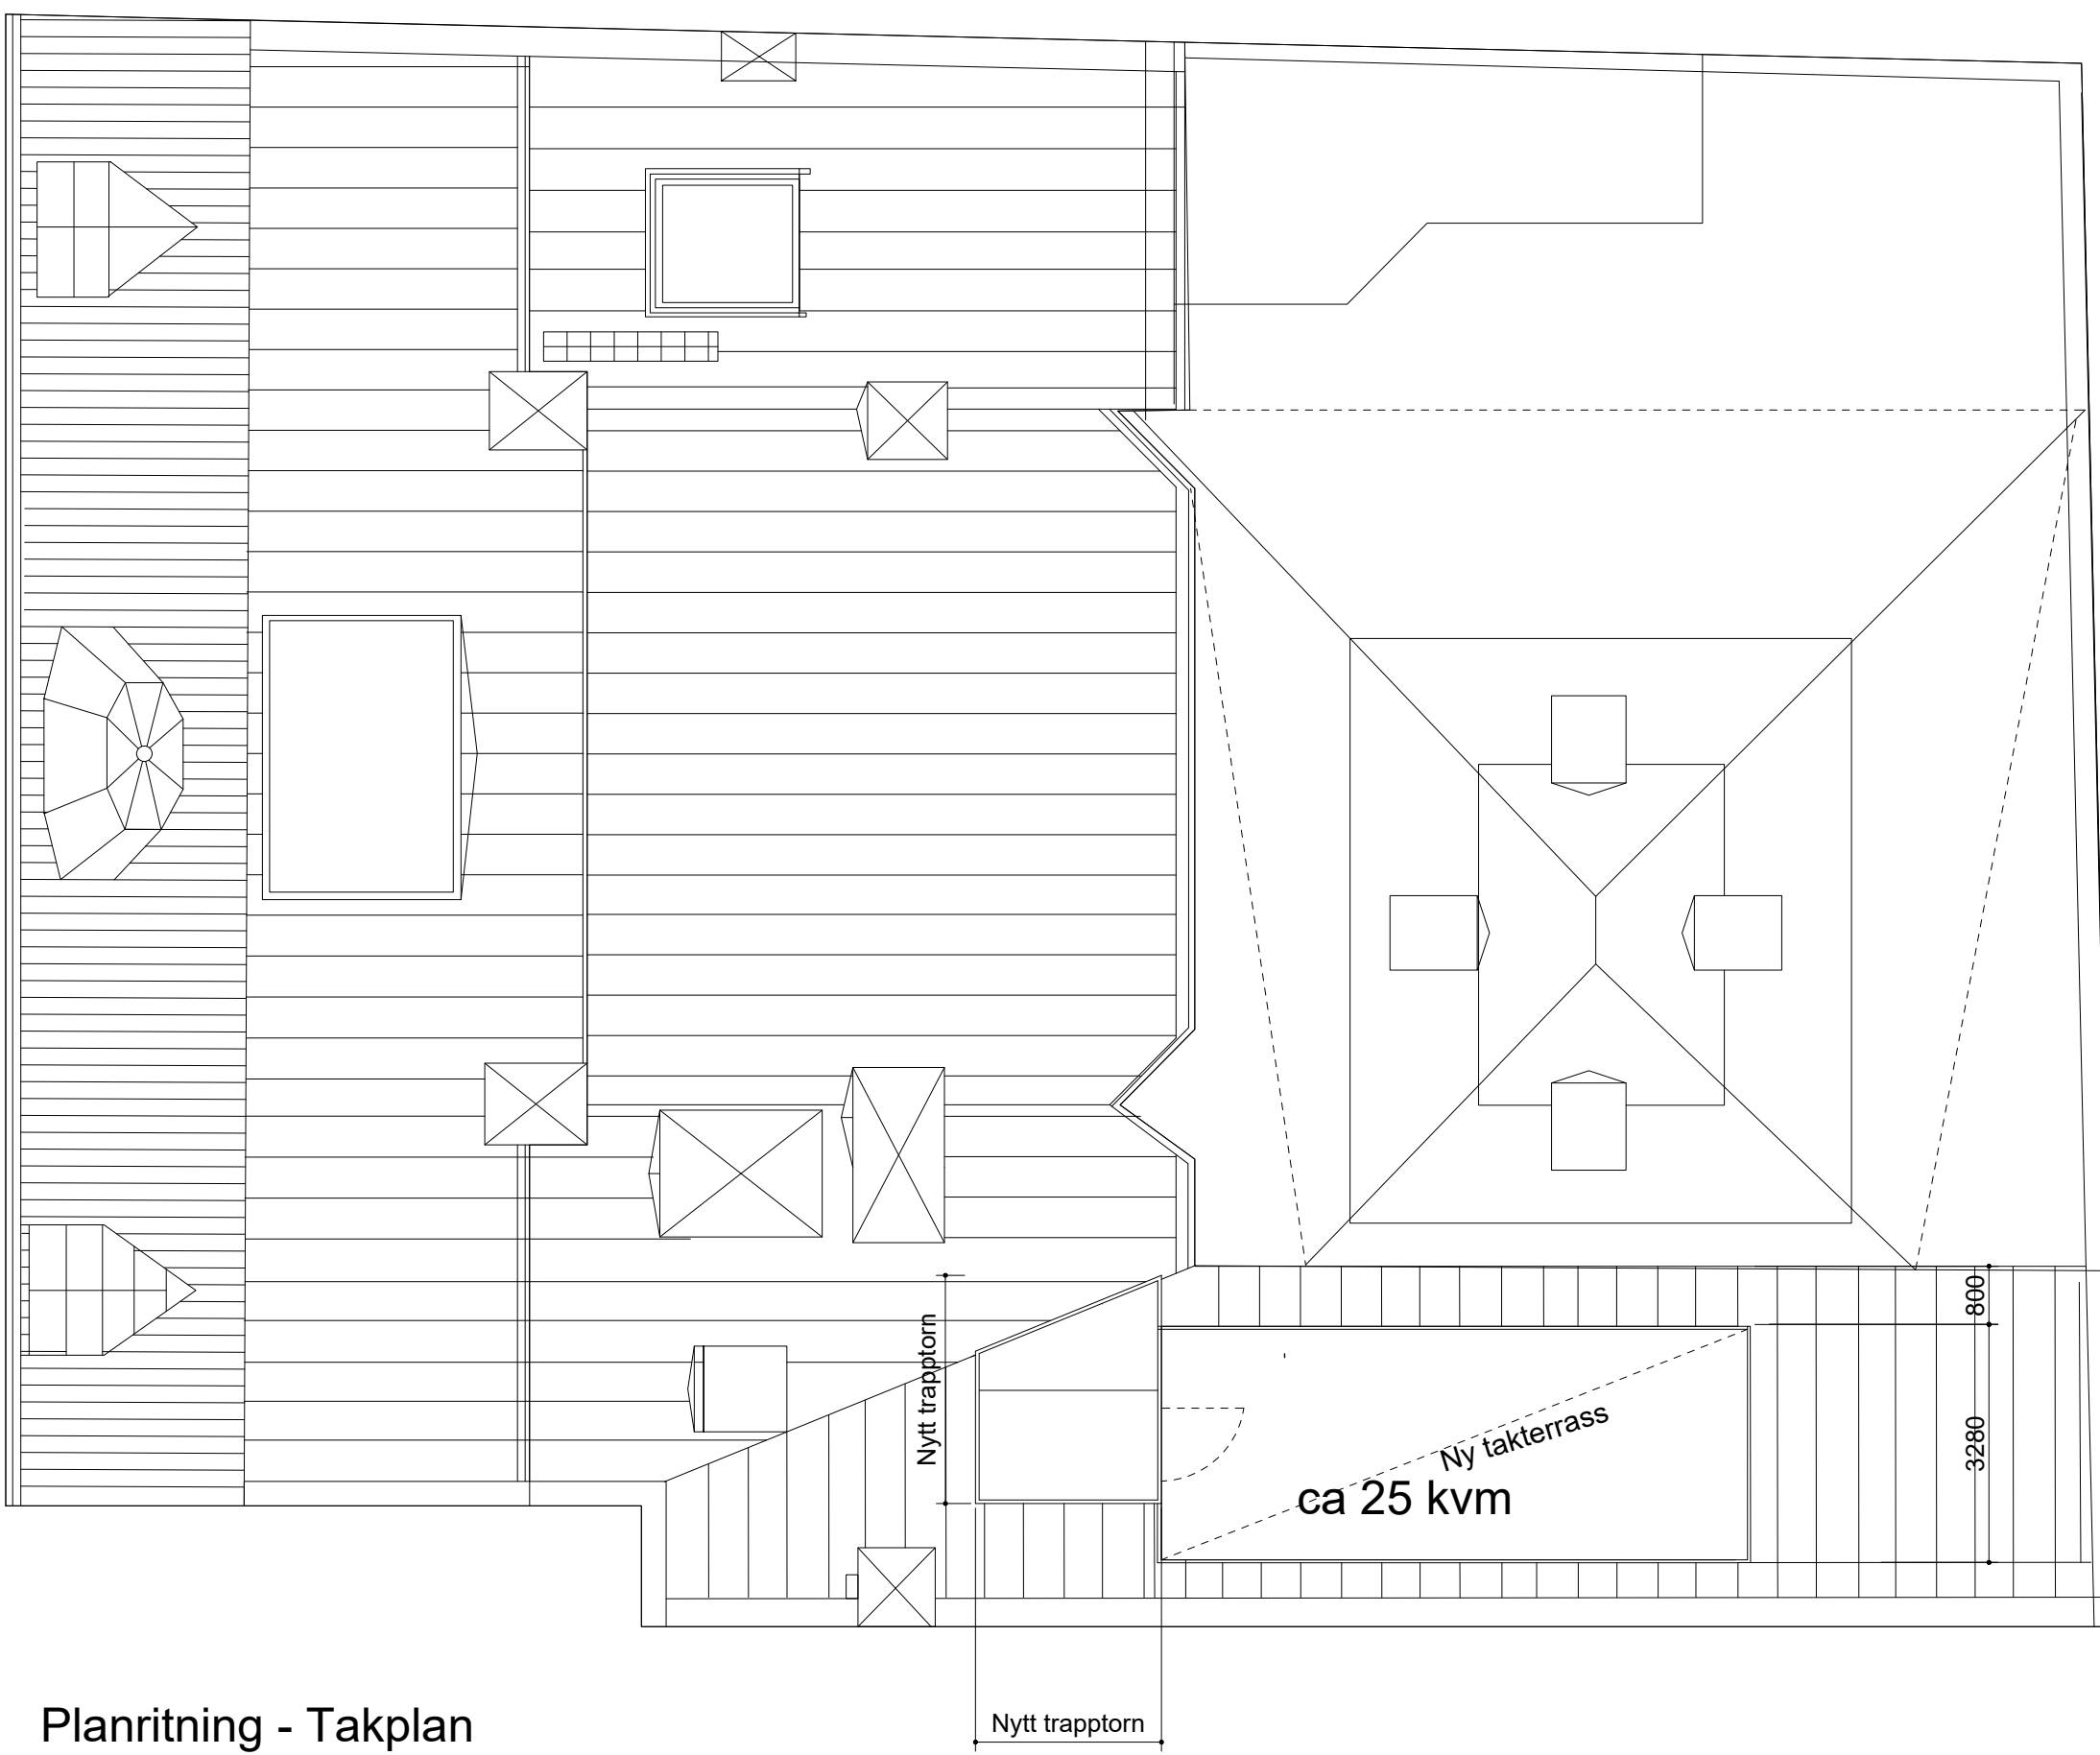 800
Nytt trapptorn
Ny takterrass
3280
ca 25 kvm
Nytt trapptorn
Planritning - Takplan